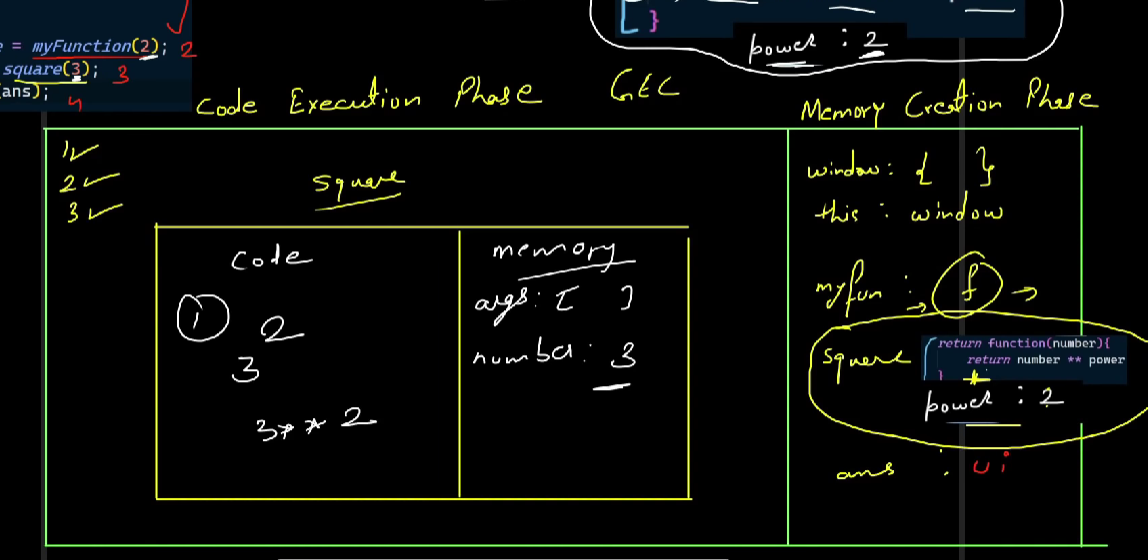 }
power : 2
= myFunction(2); 2
square(3); 3
(ans);
4
Code Execution Phase GEC
Memory Creation Phase
1
2
3
square
code
memory
1
2
3
3** 2
args: [ ]
number: 3
window: { }
this: window
myfun : f
square
return function(number){
return number ** power
}
power : 2
ans : ui